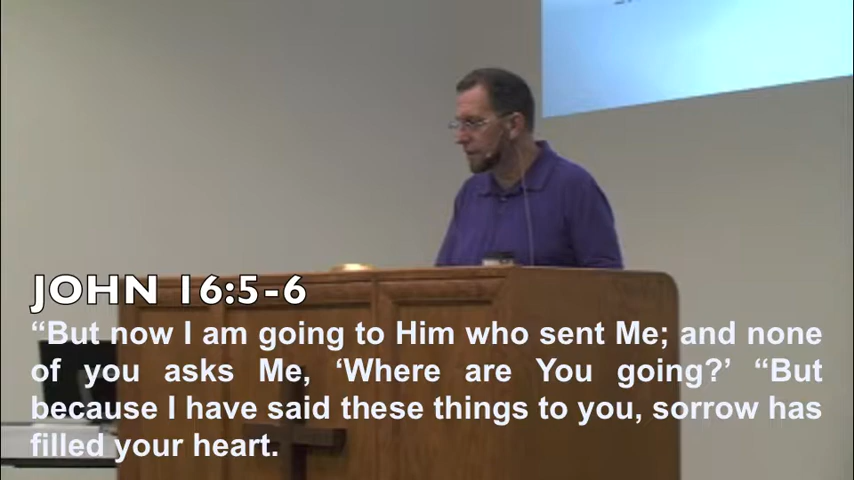 JOHN 16:5-6
“But now I am going to Him who sent Me; and none
of you asks Me, ‘Where are You going?’ “But
because I have said these things to you, sorrow has
filled your heart.